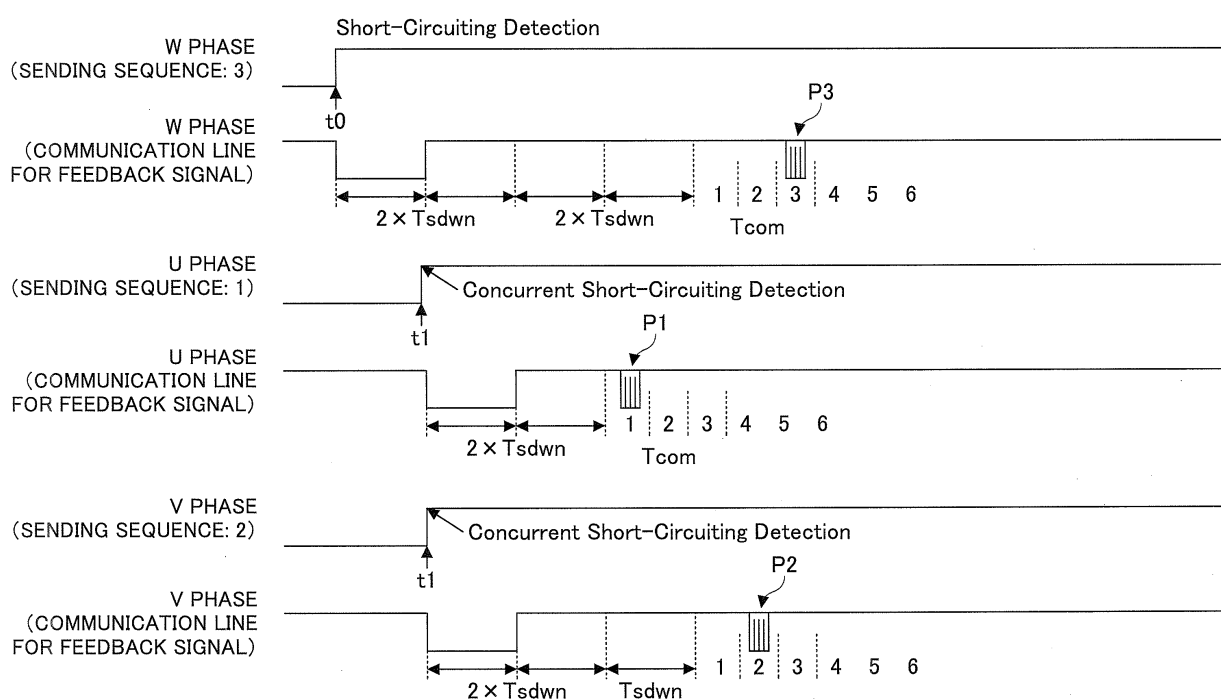 Short-Circuiting Detection
W PHASE
(SENDING SEQUENCE: 3)
t0
P3
W PHASE
(COMMUNICATION LINE
FOR FEEDBACK SIGNAL)
1 2 3 4 5 6
2×Tsdwn 2×Tsdwn Tcom
U PHASE
(SENDING SEQUENCE: 1)
Concurrent Short-Circuiting Detection
t1
P1
U PHASE
(COMMUNICATION LINE
FOR FEEDBACK SIGNAL)
1 2 3 4 5 6
2×Tsdwn Tcom
V PHASE
(SENDING SEQUENCE: 2)
Concurrent Short-Circuiting Detection
t1
P2
V PHASE
(COMMUNICATION LINE
FOR FEEDBACK SIGNAL)
1 2 3 4 5 6
2×Tsdwn Tsdwn